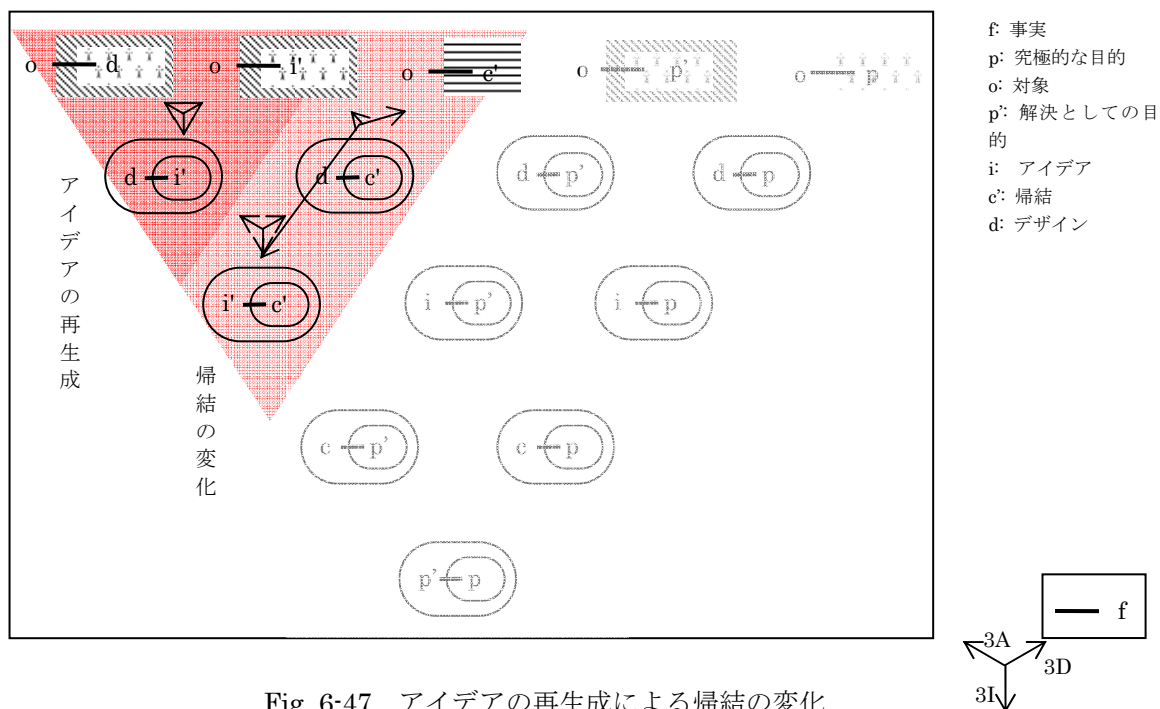 o d
o i'
o c'
o p'
o p
d i'
d c'
d p'
d p
i' c'
i p'
i p
c p'
c p
p' p
アイデアの再生成
帰結の変化
f: 事実
p: 究極的な目的
o: 対象
p': 解決としての目
的
i: アイデア
c': 帰結
d: デザイン
f
3A
3D
3I
Fig. 6-47 アイデアの再生成による帰結の変化